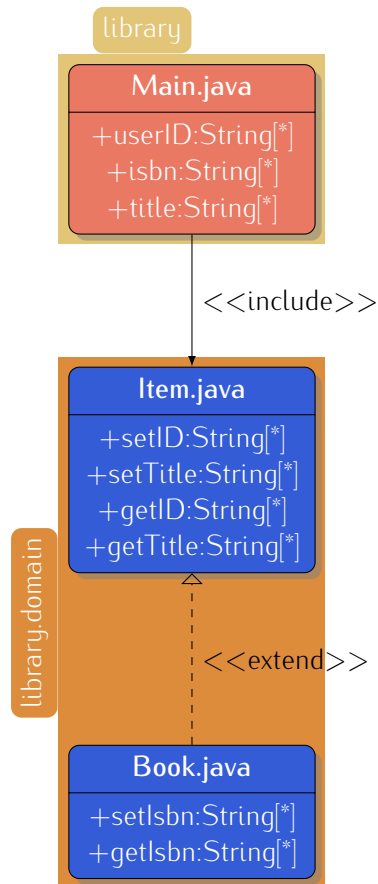 library
Main.java
+userID:String[*]
+isbn:String[*]
+title:String[*]
<<include>>
Item.java
+setID:String[*]
+setTitle:String[*]
+getID:String[*]
+getTitle:String[*]
library.domain
<<extend>>
Book.java
+setIsbn:String[*]
+getIsbn:String[*]